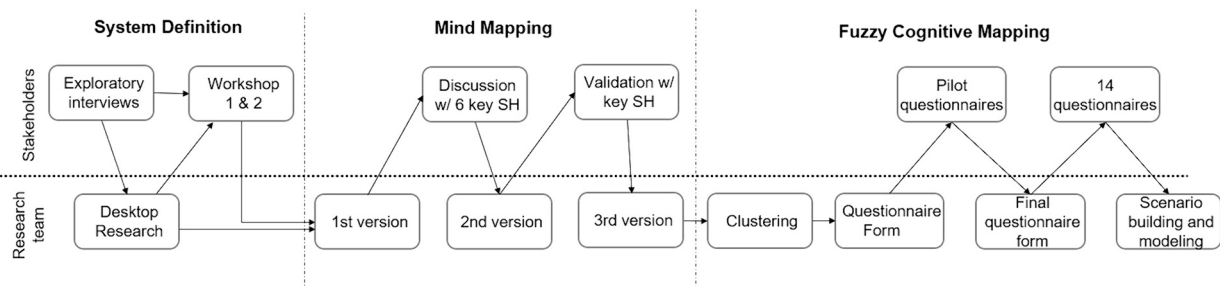 System Definition
Mind Mapping
Fuzzy Cognitive Mapping
Stakeholders
Exploratory
interviews
Workshop
1 & 2
Discussion
w/ 6 key SH
Validation w/
key SH
Pilot
questionnaires
14
questionnaires
Research
team
Desktop
Research
1st version
2nd version
3rd version
Clustering
Questionnaire
Form
Final
questionnaire
form
Scenario
building and
modeling